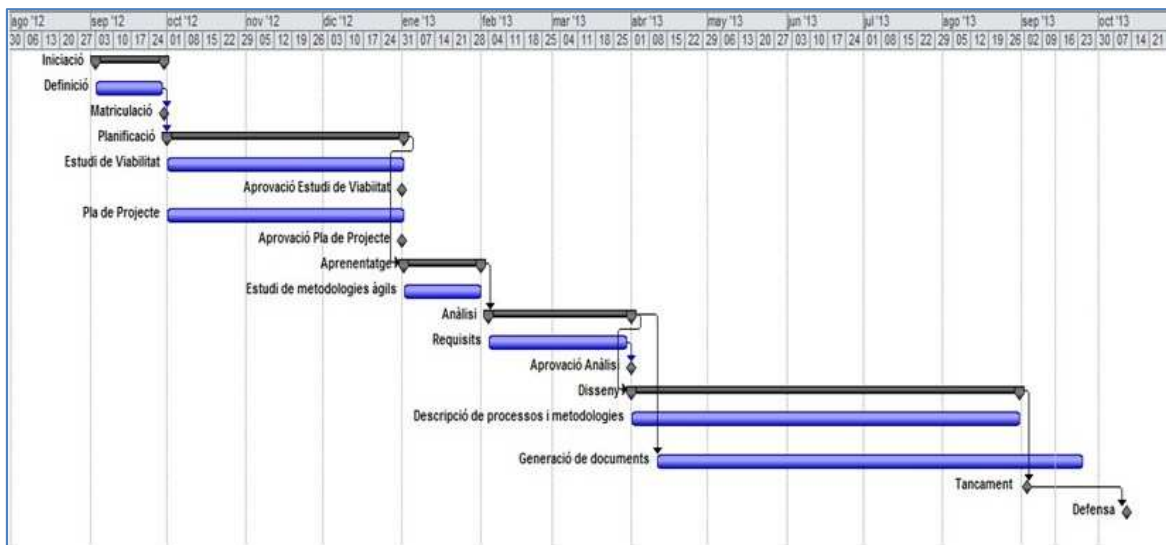 ago '12 sep '12 oct '12 nov '12 dic '12 ene '13 feb '13 mar '13 abr '13 may '13 jun '13 jul '13 ago '13 sep '13 oct '13
30 06 13 20 27 03 10 17 24 01 08 15 22 29 05 12 19 26 03 10 17 24 31 07 14 21 28 04 11 18 25 04 11 18 25 01 08 15 22 29 06 13 20 27 03 10 17 24 01 08 15 22 29 05 12 19 26 02 09 16 23 30 07 14 21
Iniciació
Definició
Matriculació
Planificació
Estudi de Viabilitat
Aprovació Estudi de Viabiitat
Pla de Projecte
Aprovació Pla de Projecte
Aprenentatge
Estudi de metodologies àgils
Anàlisi
Requisits
Aprovació Anàlisi
Disseny
Descripció de processos i metodologies
Generació de documents
Tancament
Defensa